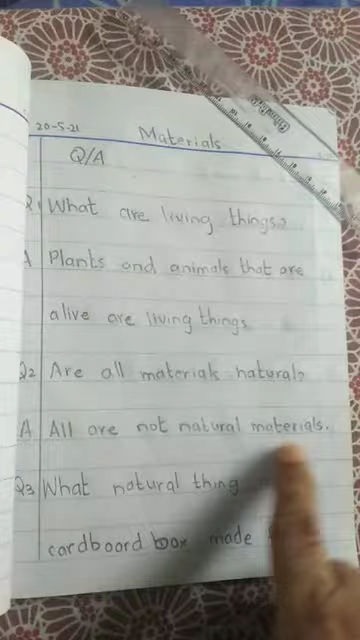 20-5-21
Materials
Q/A
Q1 What are living things?
A Plants and animals that are
alive are living things
Q2 Are all materials natural?
A All are not natural materials.
Q3 What natural thing
cardboard box made